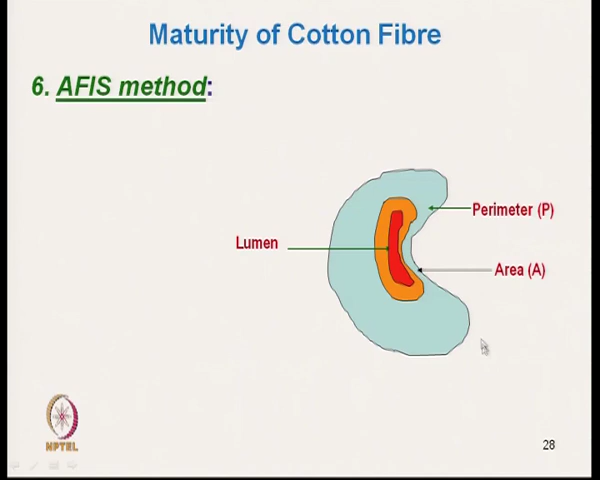 Maturity of Cotton Fibre
6. AFIS method:
Perimeter (P)
Lumen
Area (A)
NPTEL
28